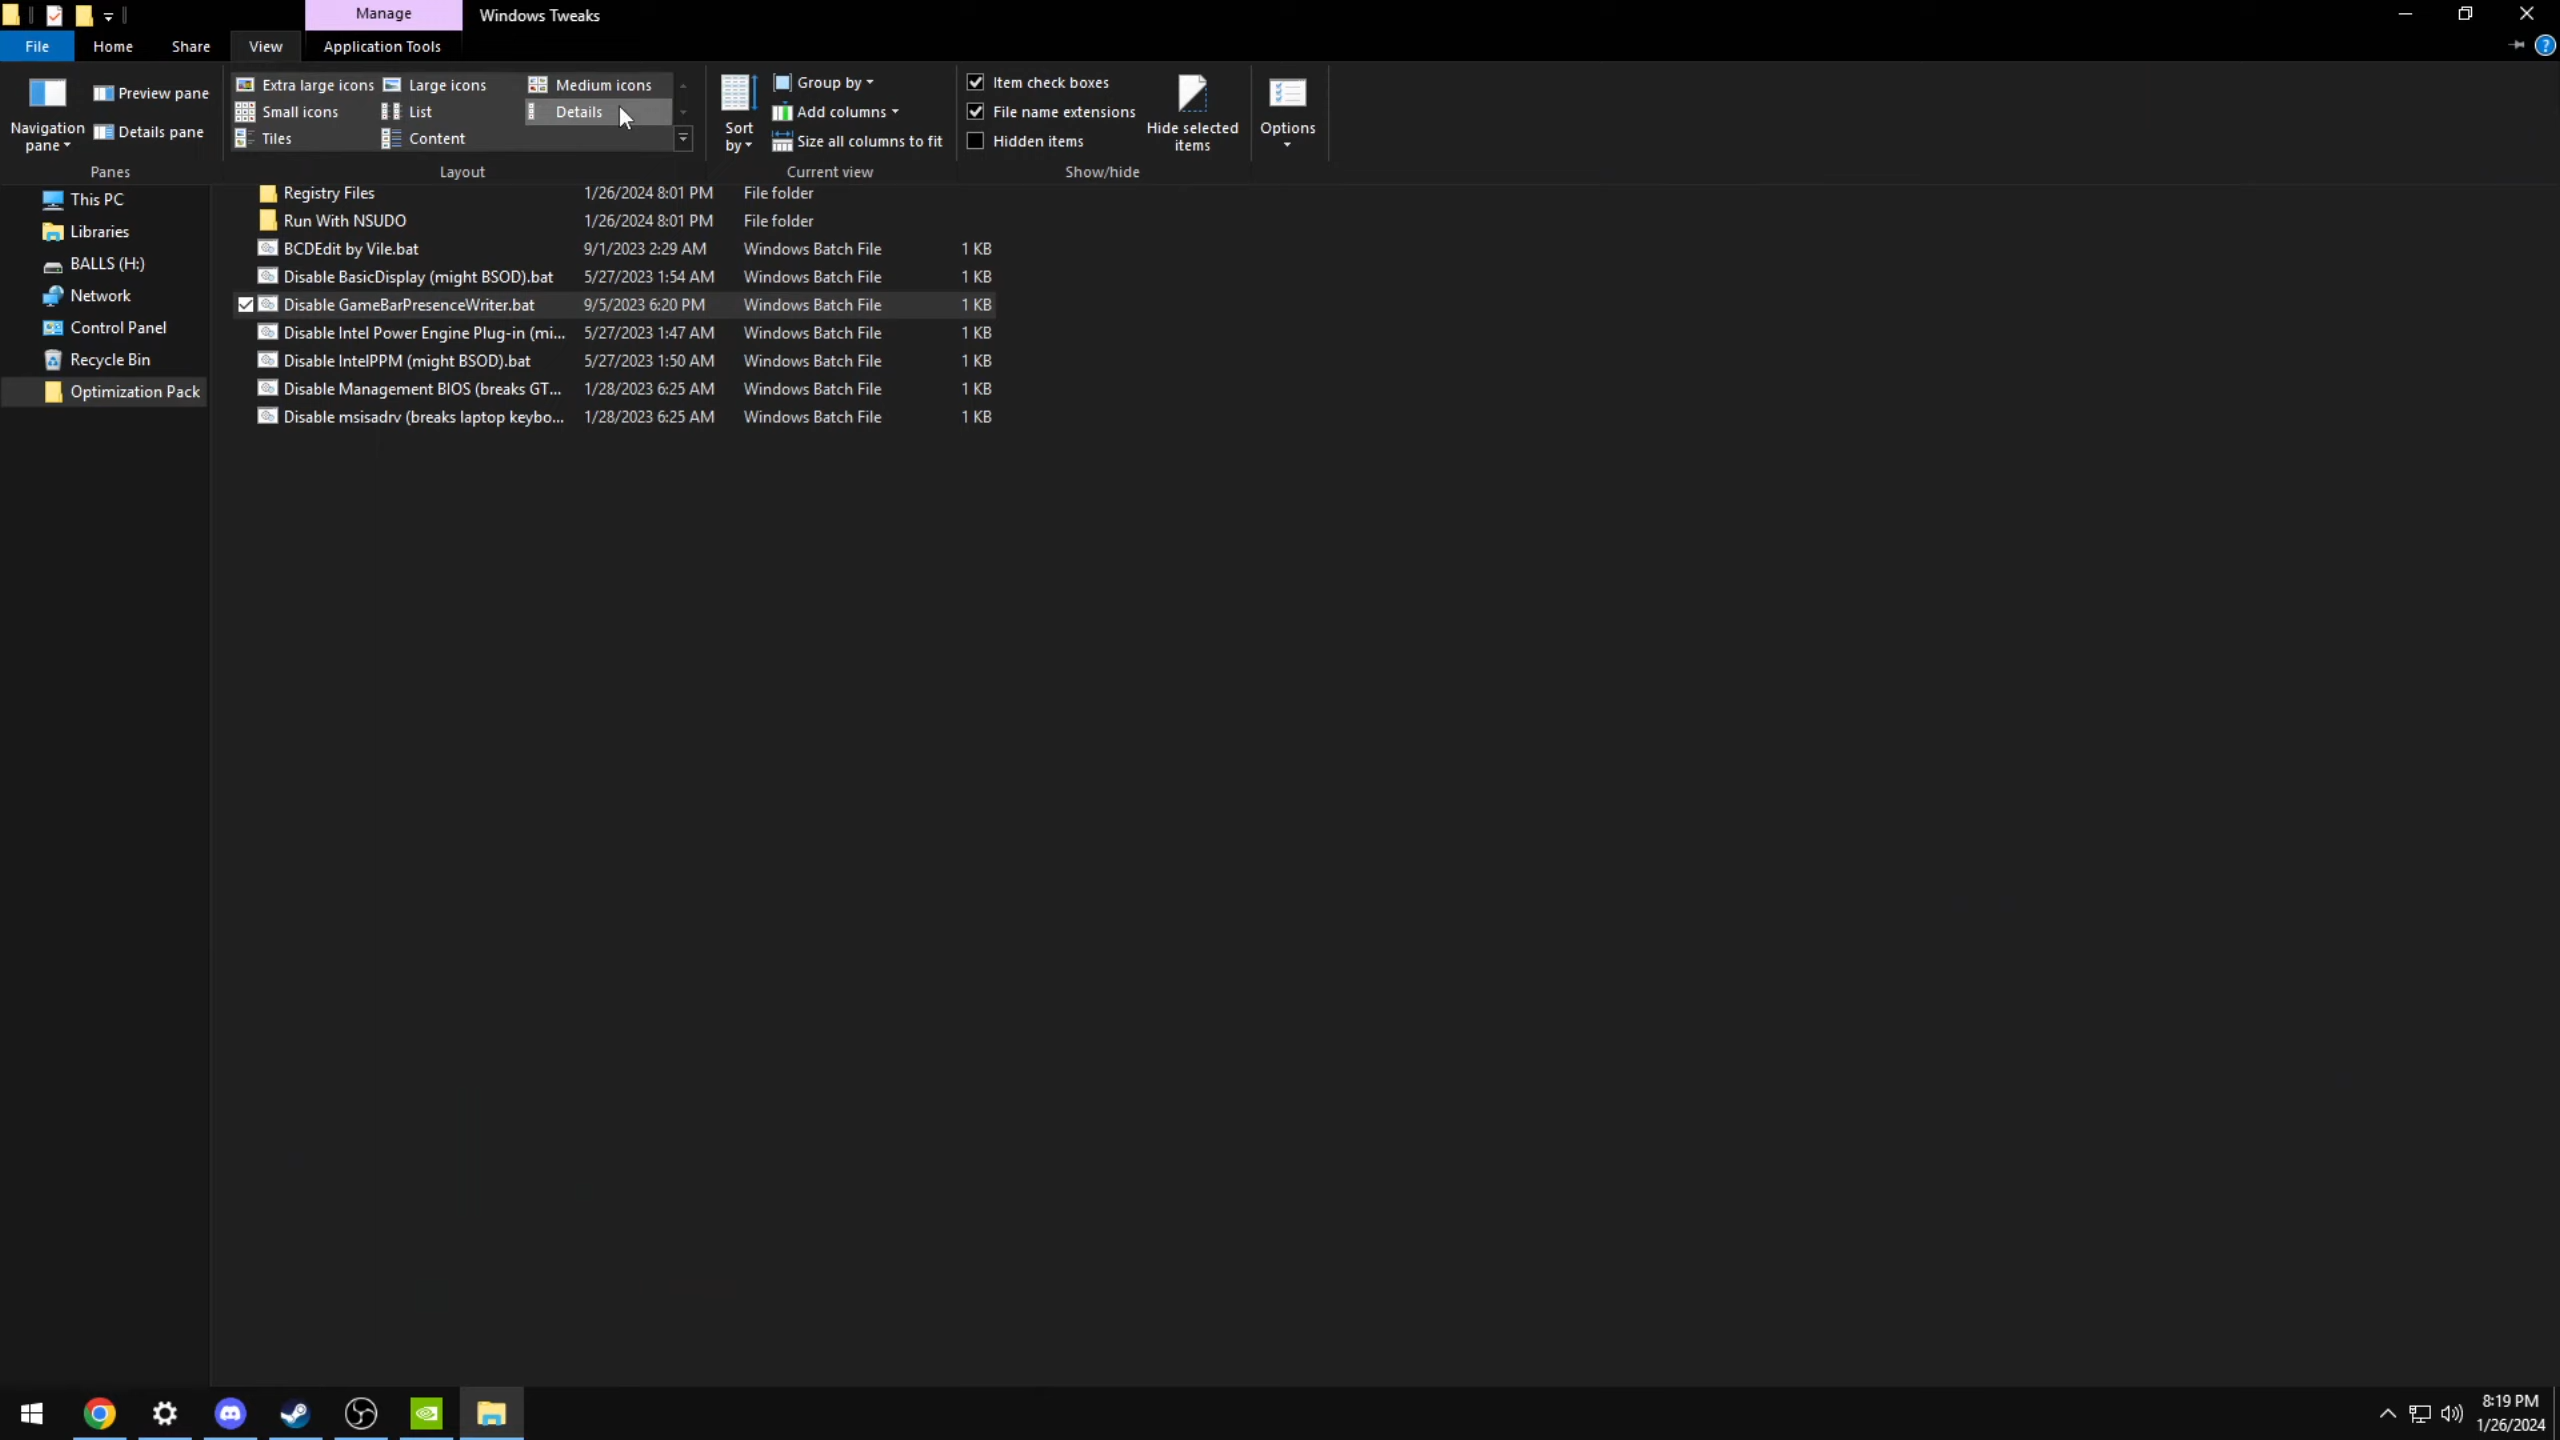 Manage
Windows Tweaks
File
Home
Share
View
Application Tools
Navigation pane
Preview pane
Details pane
Panes
Extra large icons
Large icons
Medium icons
Small icons
List
Details
Tiles
Content
Layout
Sort by
Group by
Add columns
Size all columns to fit
Current view
Item check boxes
File name extensions
Hidden items
Hide selected items
Show/hide
Options
This PC
Libraries
BALLS (H:)
Network
Control Panel
Recycle Bin
Optimization Pack
Registry Files 1/26/2024 8:01 PM File folder
Run With NSUDO 1/26/2024 8:01 PM File folder
BCDEdit by Vile.bat 9/1/2023 2:29 AM Windows Batch File 1 KB
Disable BasicDisplay (might BSOD).bat 5/27/2023 1:54 AM Windows Batch File 1 KB
Disable GameBarPresenceWriter.bat 9/5/2023 6:20 PM Windows Batch File 1 KB
Disable Intel Power Engine Plug-in (mi... 5/27/2023 1:47 AM Windows Batch File 1 KB
Disable IntelPPM (might BSOD).bat 5/27/2023 1:50 AM Windows Batch File 1 KB
Disable Management BIOS (breaks GT... 1/28/2023 6:25 AM Windows Batch File 1 KB
Disable msisadrv (breaks laptop keybo... 1/28/2023 6:25 AM Windows Batch File 1 KB
8:19 PM
1/26/2024